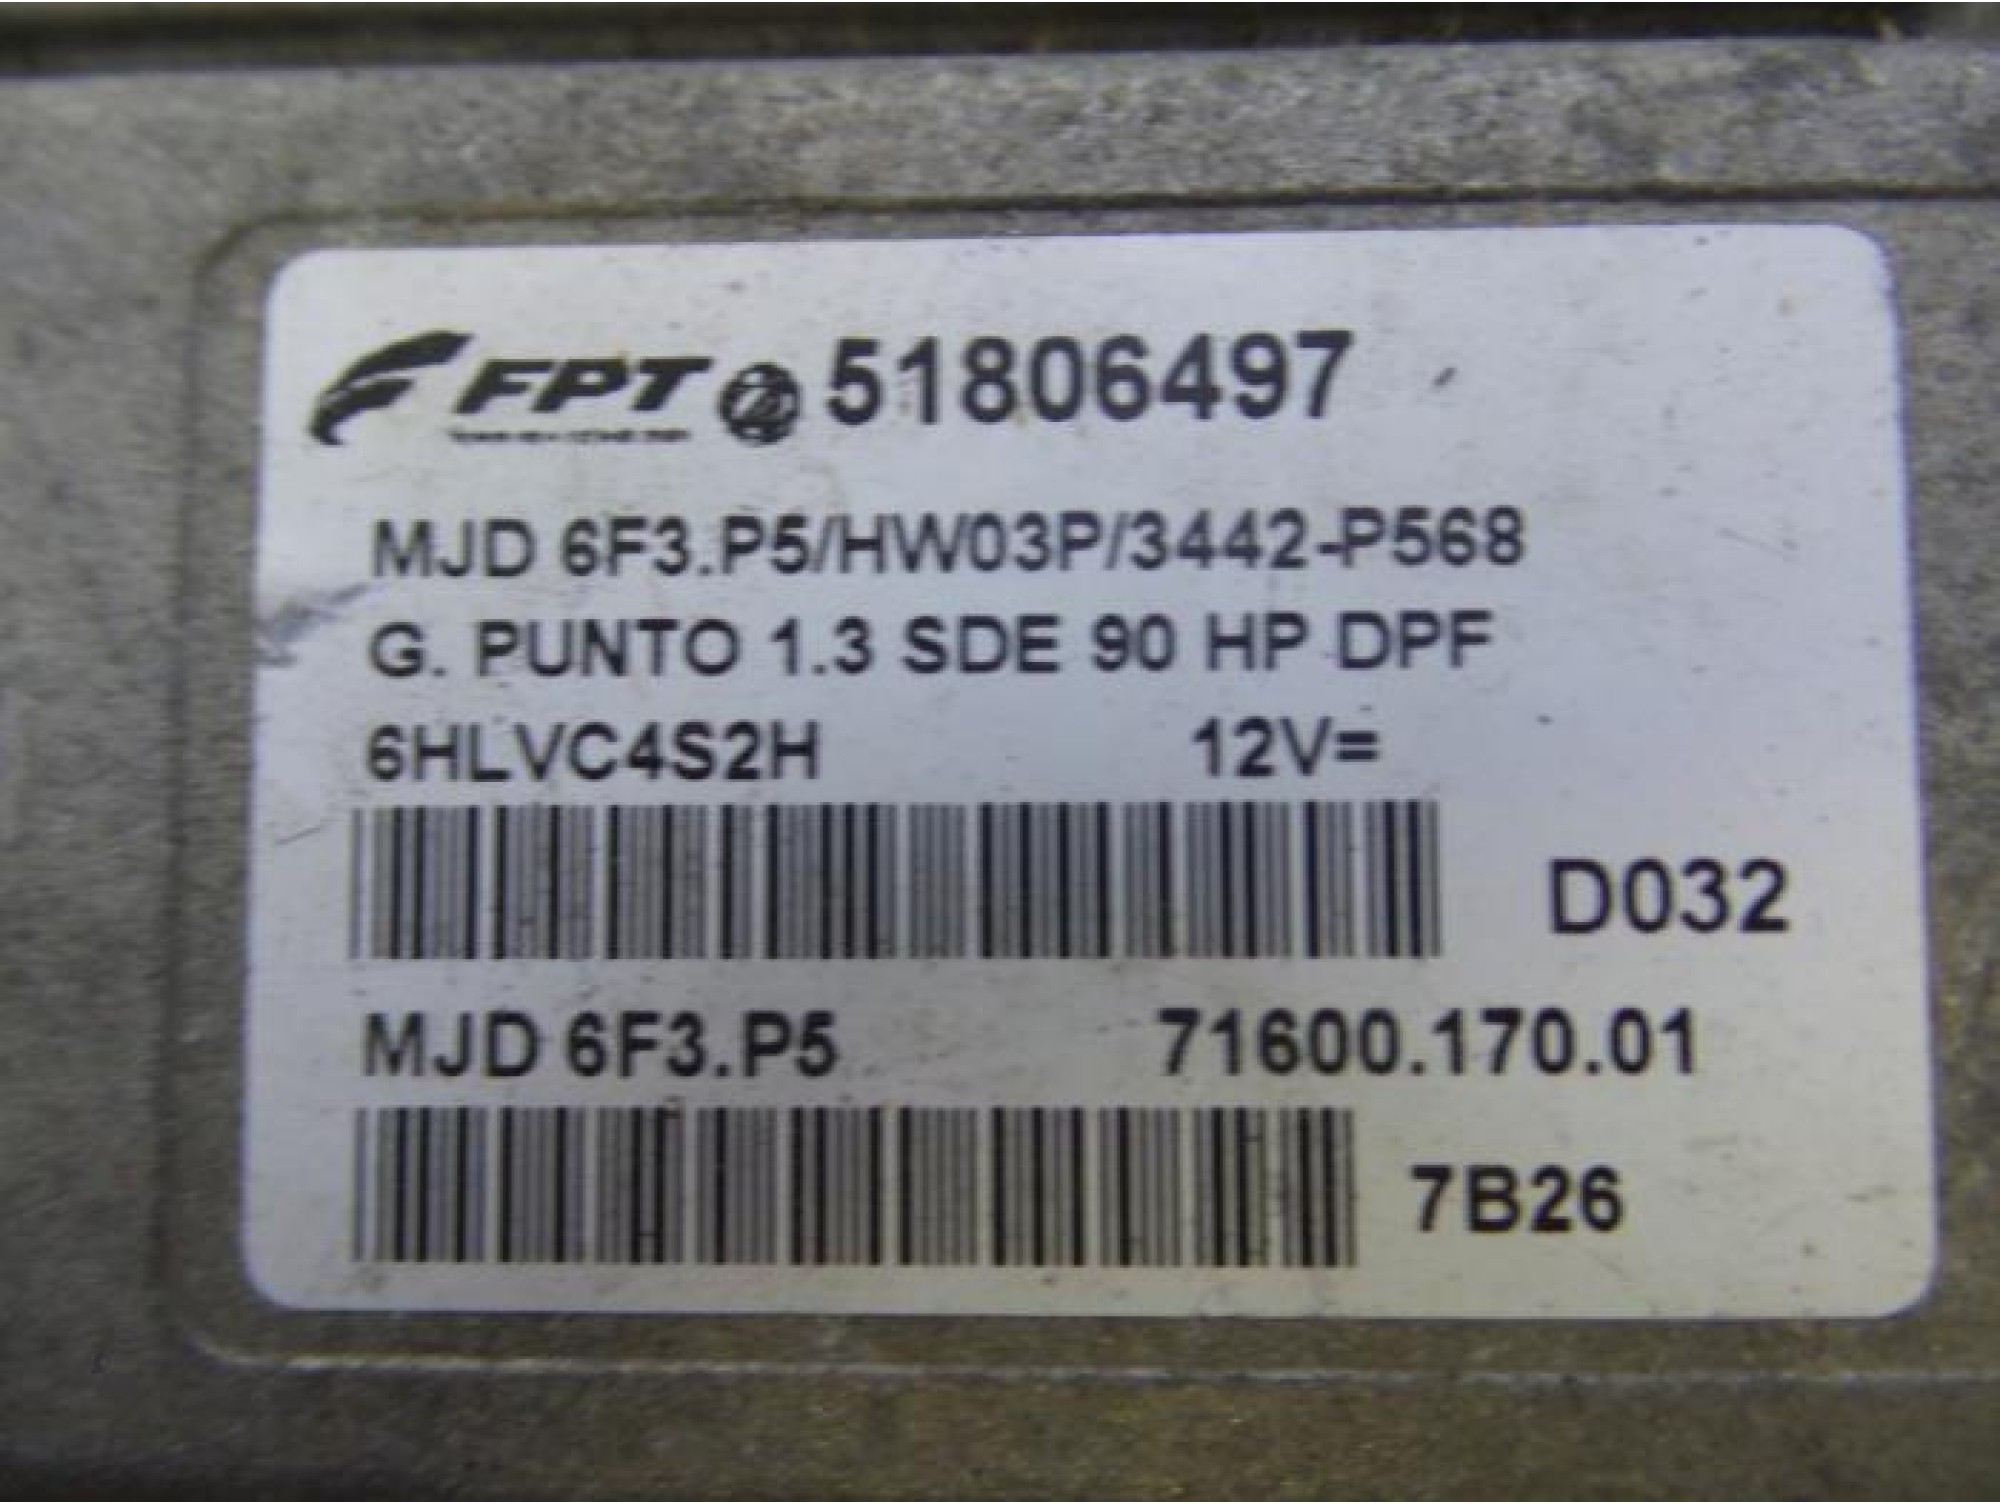 FPT 51806497
MJD 6F3.P5/HW03P/3442-P568
G. PUNTO 1.3 SDE 90 HP DPF
6HLVC4S2H 12V=
D032
MJD 6F3.P5 71600.170.01
7B26